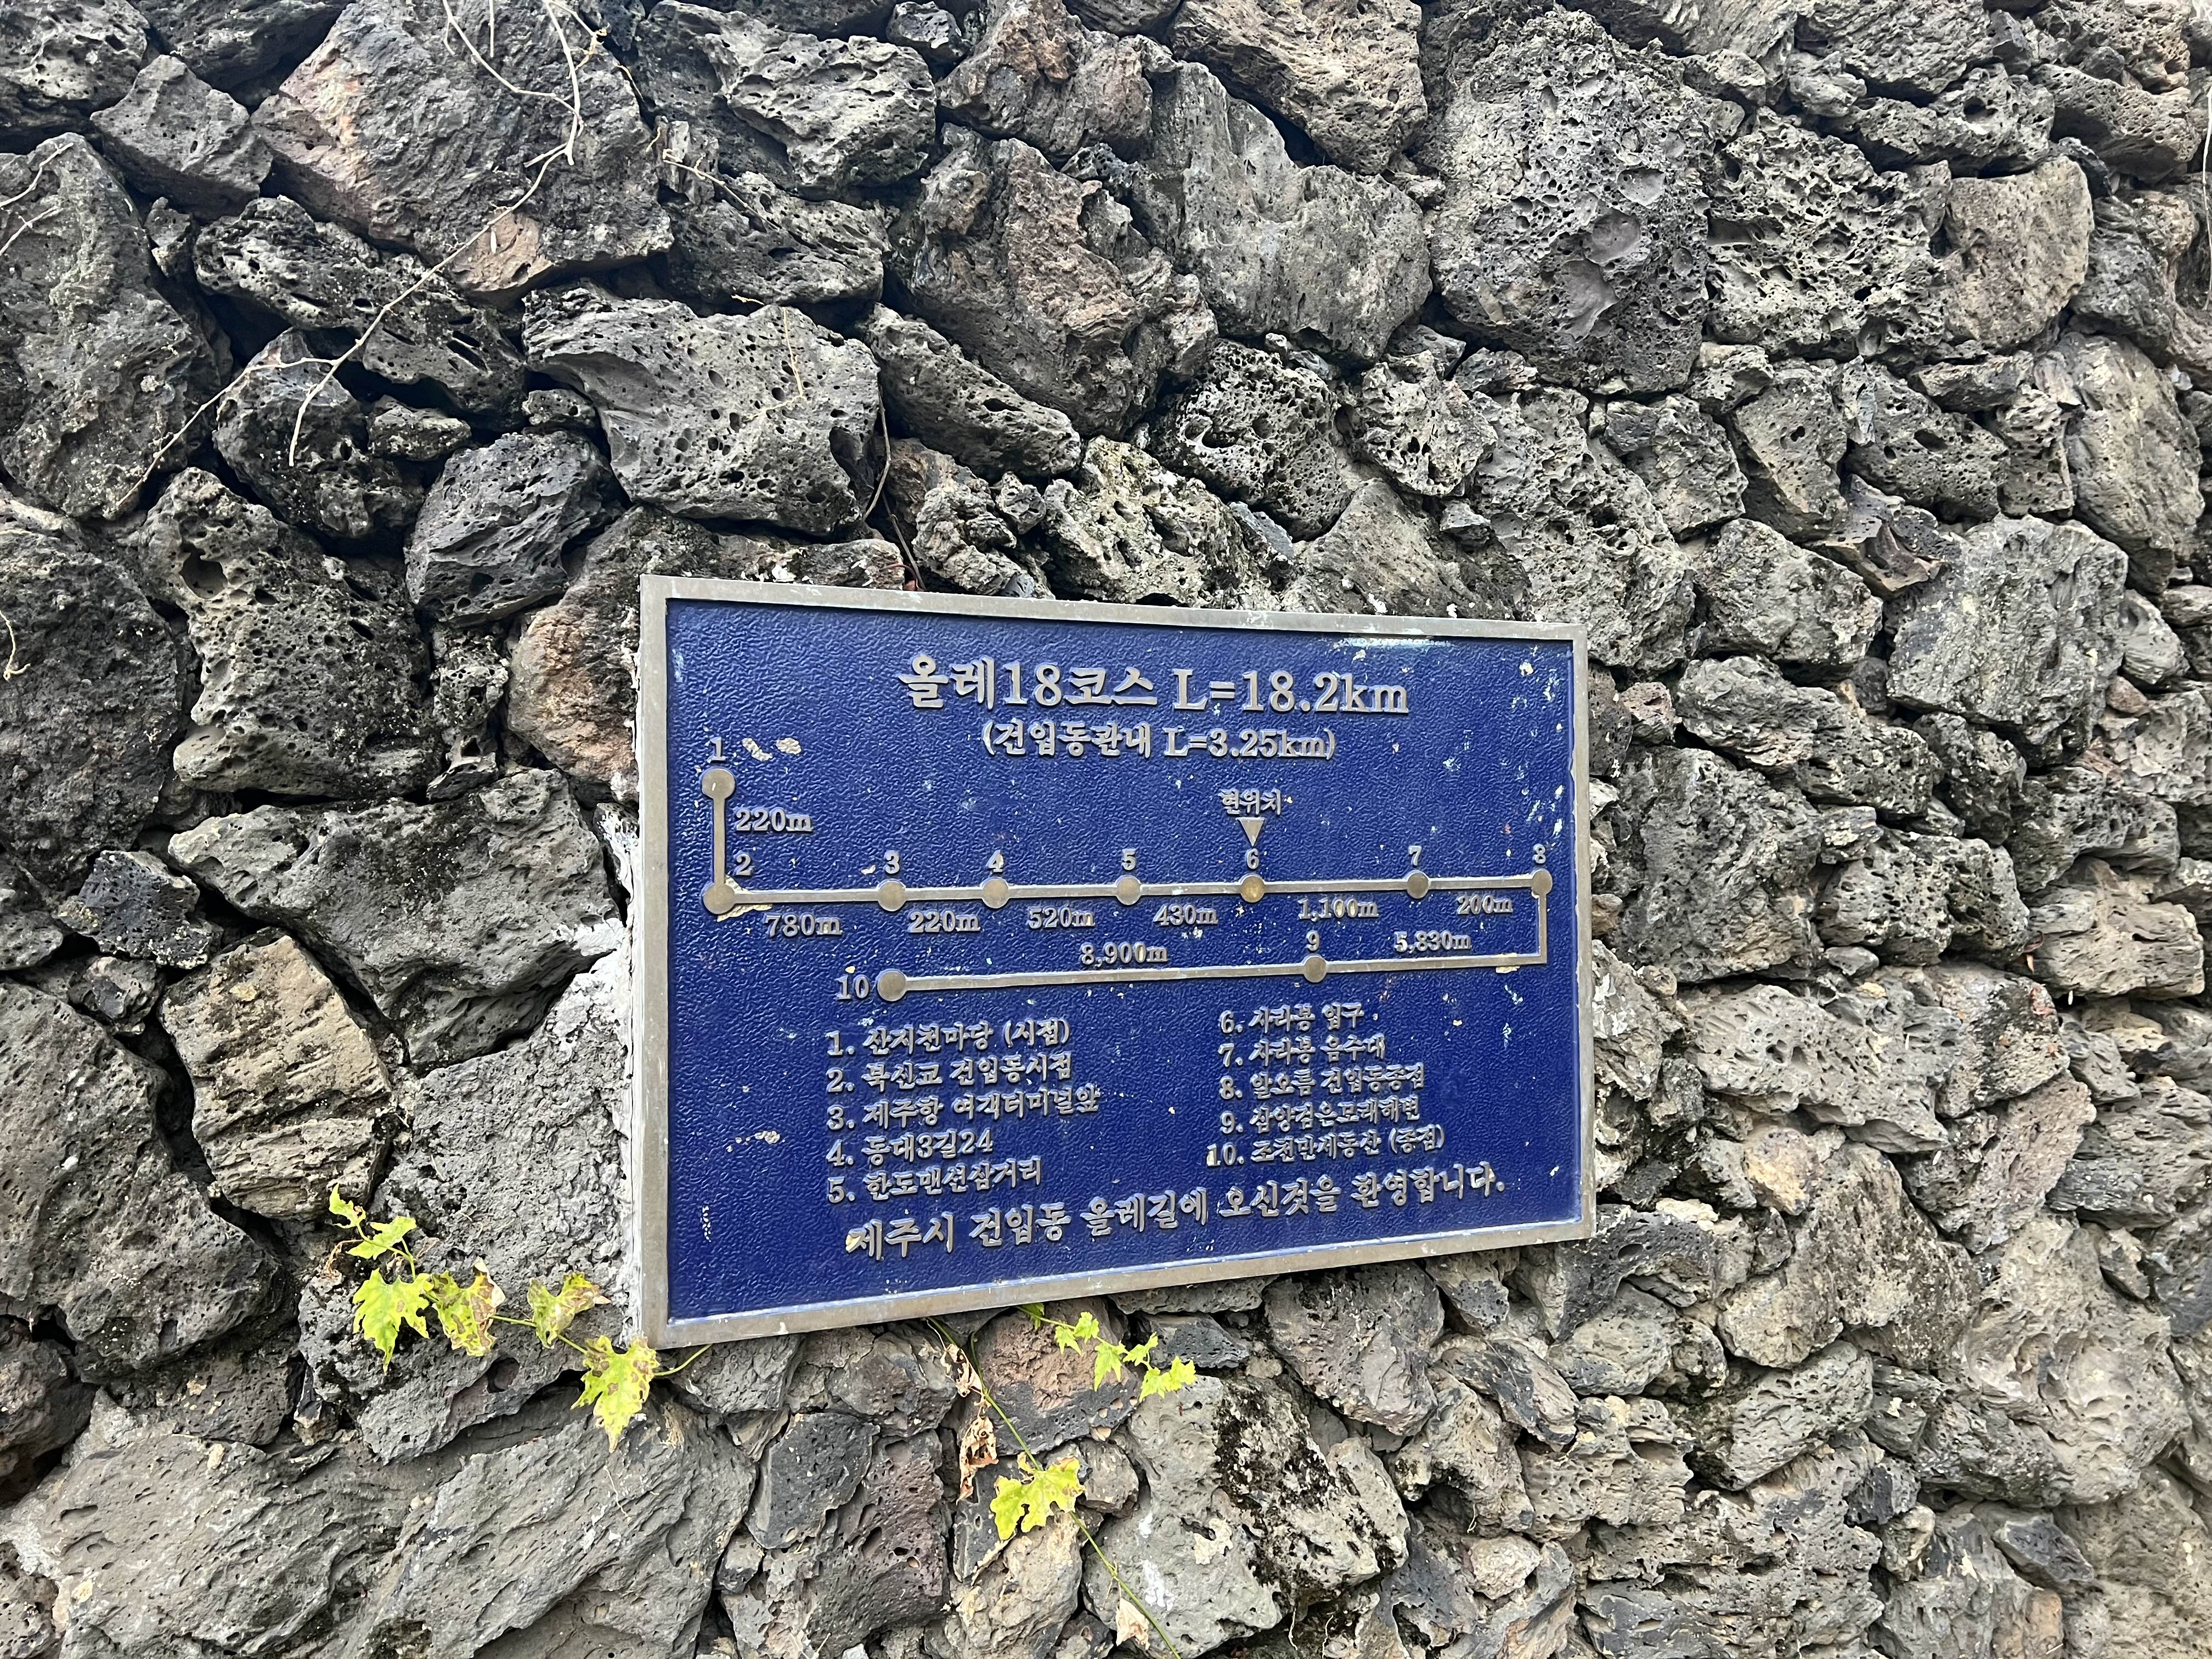 올레18코스 L=18.2km
(건입동관내 L=3.25km)
1
현위치
220m
2 3 4 5 6 7 8
780m 220m 520m 430m 1,100m 200m
8,900m 9 5,830m
10
1. 산지천마당 (시점)
2. 북신교 건입동시점
3. 제주항 여객터미널앞
4. 등대3길24
5. 한도맨션삼거리
6. 사라봉 입구
7. 사라봉 음수대
8. 알오름 건입동종점
9. 삼양검은모래해변
10. 조천만세동산 (종점)
제주시 건입동 올레길에 오신것을 환영합니다.